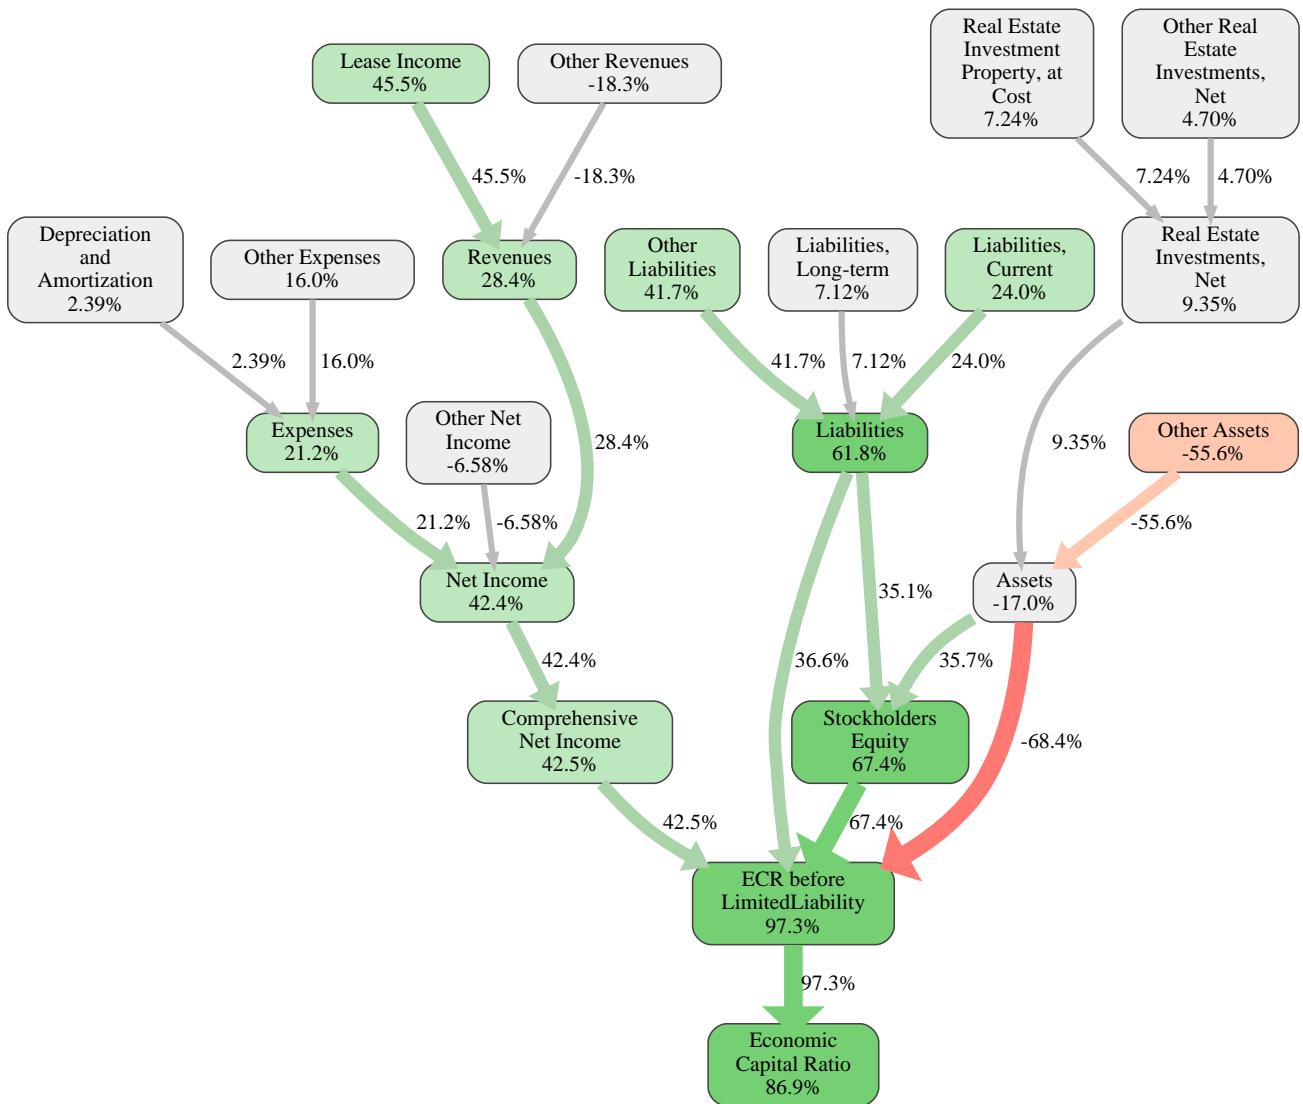 Real Estate
Investment
Property, at
Cost
7.24%
Other Real
Estate
Investments,
Net
4.70%
Lease Income
45.5%
Other Revenues
-18.3%
45.5%
-18.3%
7.24%
4.70%
Depreciation
and
Amortization
2.39%
Other Expenses
16.0%
Revenues
28.4%
Other
Liabilities
41.7%
Liabilities,
Long-term
7.12%
Liabilities,
Current
24.0%
Real Estate
Investments,
Net
9.35%
2.39%
16.0%
41.7%
7.12%
24.0%
Expenses
21.2%
Other Net
Income
-6.58%
28.4%
Liabilities
61.8%
9.35%
Other Assets
-55.6%
21.2%
-6.58%
-55.6%
Net Income
42.4%
35.1%
Assets
-17.0%
42.4%
36.6%
35.7%
Comprehensive
Net Income
42.5%
Stockholders
Equity
67.4%
-68.4%
42.5%
67.4%
ECR before
LimitedLiability
97.3%
97.3%
Economic
Capital Ratio
86.9%